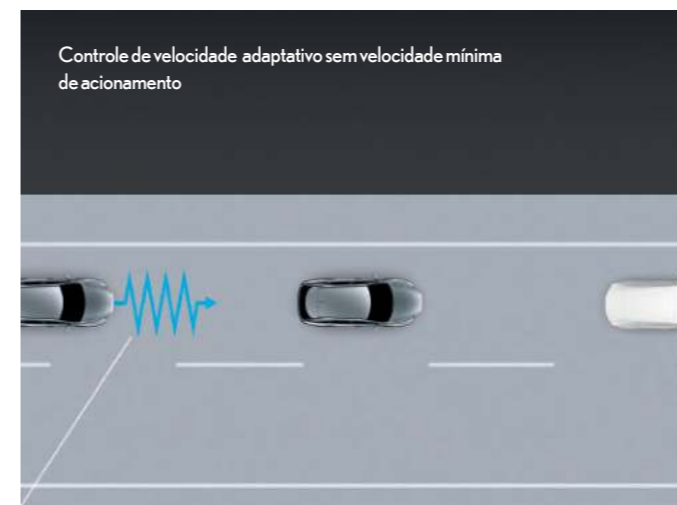 Controle de velocidade adaptativo sem velocidade mínima
de acionamento